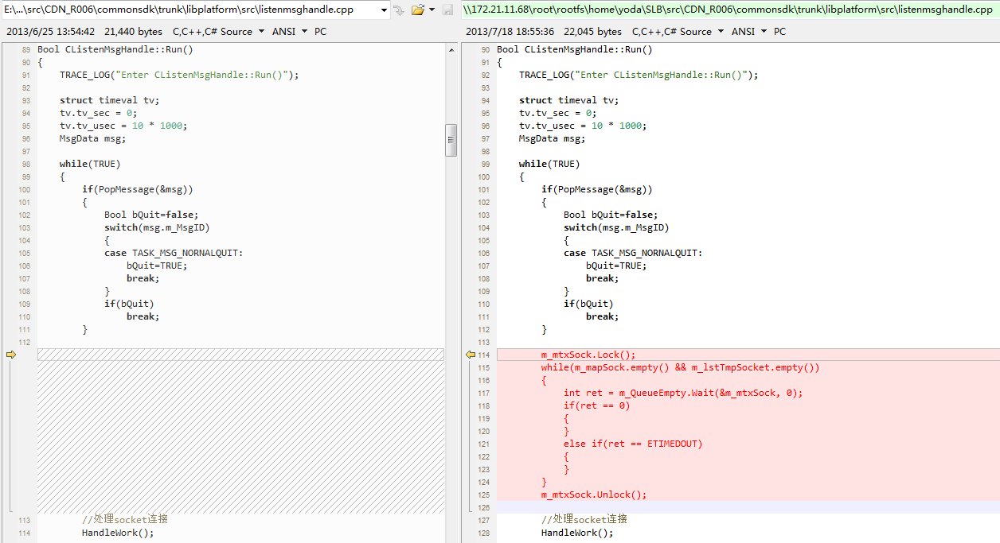 E:\...\src\CDN_R006\commonsdk\trunk\libplatform\src\listenmsghandle.cpp
2013/6/25 13:54:42 21,440 bytes C,C++,C# Source ANSI PC
89 Bool CListenMsgHandle::Run()
90 {
91 TRACE_LOG("Enter CListenMsgHandle::Run()");
92
93 struct timeval tv;
94 tv.tv_sec = 0;
95 tv.tv_usec = 10 * 1000;
96 MsgData msg;
97
98 while(TRUE)
99 {
100 if(PopMessage(&msg))
101 {
102 Bool bQuit=false;
103 switch(msg.m_MsgID)
104 {
105 case TASK_MSG_NORNALQUIT:
106 bQuit=TRUE;
107 break;
108 }
109 if(bQuit)
110 break;
111 }
112
113 //处理socket连接
114 HandleWork();
\\172.21.11.68\root\rootfs\home\yoda\SLB\src\CDN_R006\commonsdk\trunk\libplatform\src\listenmsghandle.cpp
2013/7/18 18:55:36 22,045 bytes C,C++,C# Source ANSI PC
90 Bool CListenMsgHandle::Run()
91 {
92 TRACE_LOG("Enter CListenMsgHandle::Run()");
93
94 struct timeval tv;
95 tv.tv_sec = 0;
96 tv.tv_usec = 10 * 1000;
97 MsgData msg;
98
99 while(TRUE)
100 {
101 if(PopMessage(&msg))
102 {
103 Bool bQuit=false;
104 switch(msg.m_MsgID)
105 {
106 case TASK_MSG_NORNALQUIT:
107 bQuit=TRUE;
108 break;
109 }
110 if(bQuit)
111 break;
112 }
113
114 m_mtxSock.Lock();
115 while(m_mapSock.empty() && m_lstTmpSocket.empty())
116 {
117 int ret = m_QueueEmpty.Wait(&m_mtxSock, 0);
118 if(ret == 0)
119 {
120 }
121 else if(ret == ETIMEDOUT)
122 {
123 }
124 }
125 m_mtxSock.Unlock();
126
127 //处理socket连接
128 HandleWork();